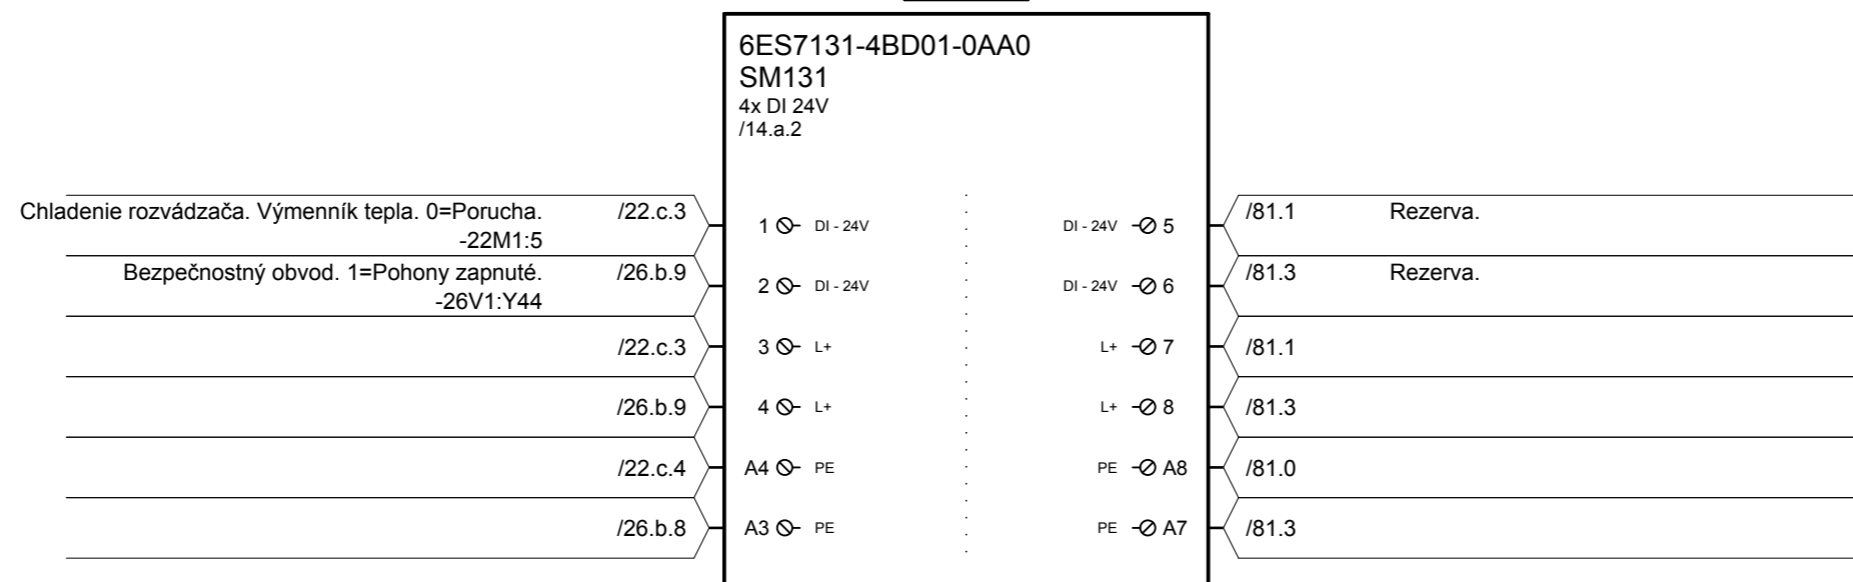 6ES7131-4BD01-0AA0
SM131
4x DI 24V
/14.a.2
Chladenie rozvádzača. Výmenník tepla. 0=Porucha. /22.c.3 1 DI - 24V DI - 24V 5 /81.1 Rezerva.
-22M1:5
Bezpečnostný obvod. 1=Pohony zapnuté. /26.b.9 2 DI - 24V DI - 24V 6 /81.3 Rezerva.
-26V1:Y44
/22.c.3 3 L+ L+ 7 /81.1
/26.b.9 4 L+ L+ 8 /81.3
/22.c.4 A4 PE PE A8 /81.0
/26.b.8 A3 PE PE A7 /81.3